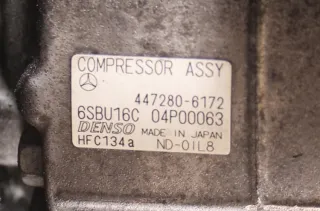 COMPRESSOR ASSY
447280-6172
6SBU16C 04P00063
DENSO MADE IN JAPAN
HFC134a ND-OIL8